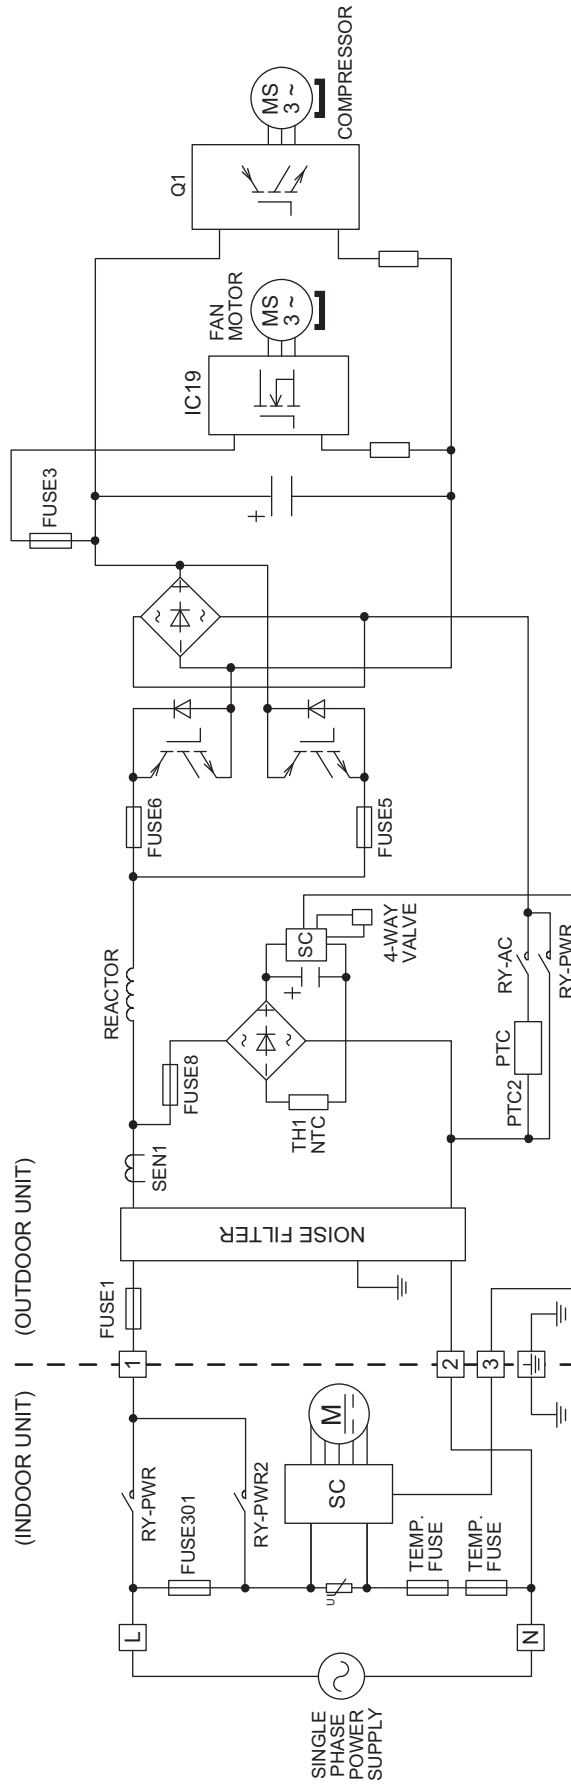 (INDOOR UNIT)
(OUTDOOR UNIT)
SINGLE
PHASE
POWER
SUPPLY
L
N
RY-PWR
FUSE301
RY-PWR2
U
TEMP.
FUSE
TEMP.
FUSE
SC
M
1
2
3
FUSE1
NOISE FILTER
SEN1
FUSE8
REACTOR
TH1
NTC
+
~
~
+
SC
4-WAY
VALVE
PTC2
PTC
RY-AC
RY-PWR
FUSE6
FUSE5
~
+
~
FUSE3
+
IC19
FAN
MOTOR
MS
3 ~
Q1
MS
3 ~
COMPRESSOR